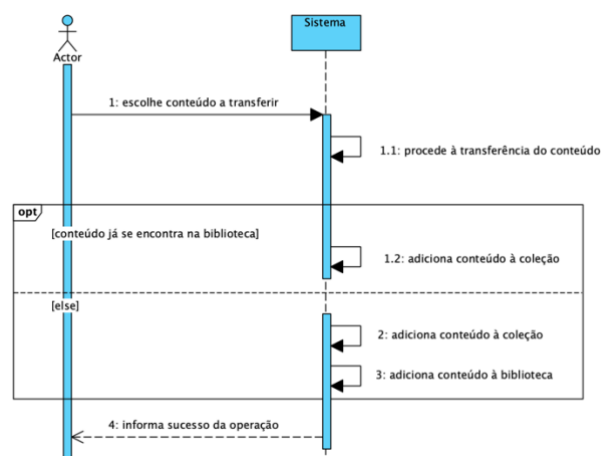 Sistema
Actor
1: escolhe conteúdo a transferir
1.1: procede à transferência do conteúdo
opt
[conteúdo já se encontra na biblioteca]
1.2: adiciona conteúdo à coleção
[else]
2: adiciona conteúdo à coleção
3: adiciona conteúdo à biblioteca
4: informa sucesso da operação